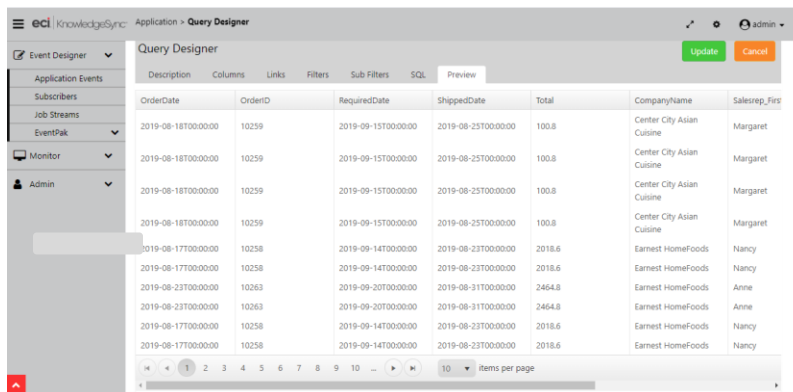 eci KnowledgeSync Application > Query Designer admin
Event Designer
Application Events
Subscribers
Job Streams
EventPak
Monitor
Admin
Query Designer Update Cancel
Description Columns Links Filters Sub Filters SQL Preview
OrderDate OrderID RequiredDate ShippedDate Total CompanyName Salesrep_First
2019-08-18T00:00:00 10259 2019-09-15T00:00:00 2019-08-25T00:00:00 100.8 Center City Asian
Cuisine Margaret
2019-08-18T00:00:00 10259 2019-09-15T00:00:00 2019-08-25T00:00:00 100.8 Center City Asian
Cuisine Margaret
2019-08-18T00:00:00 10259 2019-09-15T00:00:00 2019-08-25T00:00:00 100.8 Center City Asian
Cuisine Margaret
2019-08-18T00:00:00 10259 2019-09-15T00:00:00 2019-08-25T00:00:00 100.8 Center City Asian
Cuisine Margaret
2019-08-17T00:00:00 10258 2019-09-14T00:00:00 2019-08-23T00:00:00 2018.6 Earnest HomeFoods Nancy
2019-08-17T00:00:00 10258 2019-09-14T00:00:00 2019-08-23T00:00:00 2018.6 Earnest HomeFoods Nancy
2019-08-23T00:00:00 10263 2019-09-20T00:00:00 2019-08-31T00:00:00 2464.8 Earnest HomeFoods Anne
2019-08-23T00:00:00 10263 2019-09-20T00:00:00 2019-08-31T00:00:00 2464.8 Earnest HomeFoods Anne
2019-08-17T00:00:00 10258 2019-09-14T00:00:00 2019-08-23T00:00:00 2018.6 Earnest HomeFoods Nancy
2019-08-17T00:00:00 10258 2019-09-14T00:00:00 2019-08-23T00:00:00 2018.6 Earnest HomeFoods Nancy
1 2 3 4 5 6 7 8 9 10 ... 10 items per page